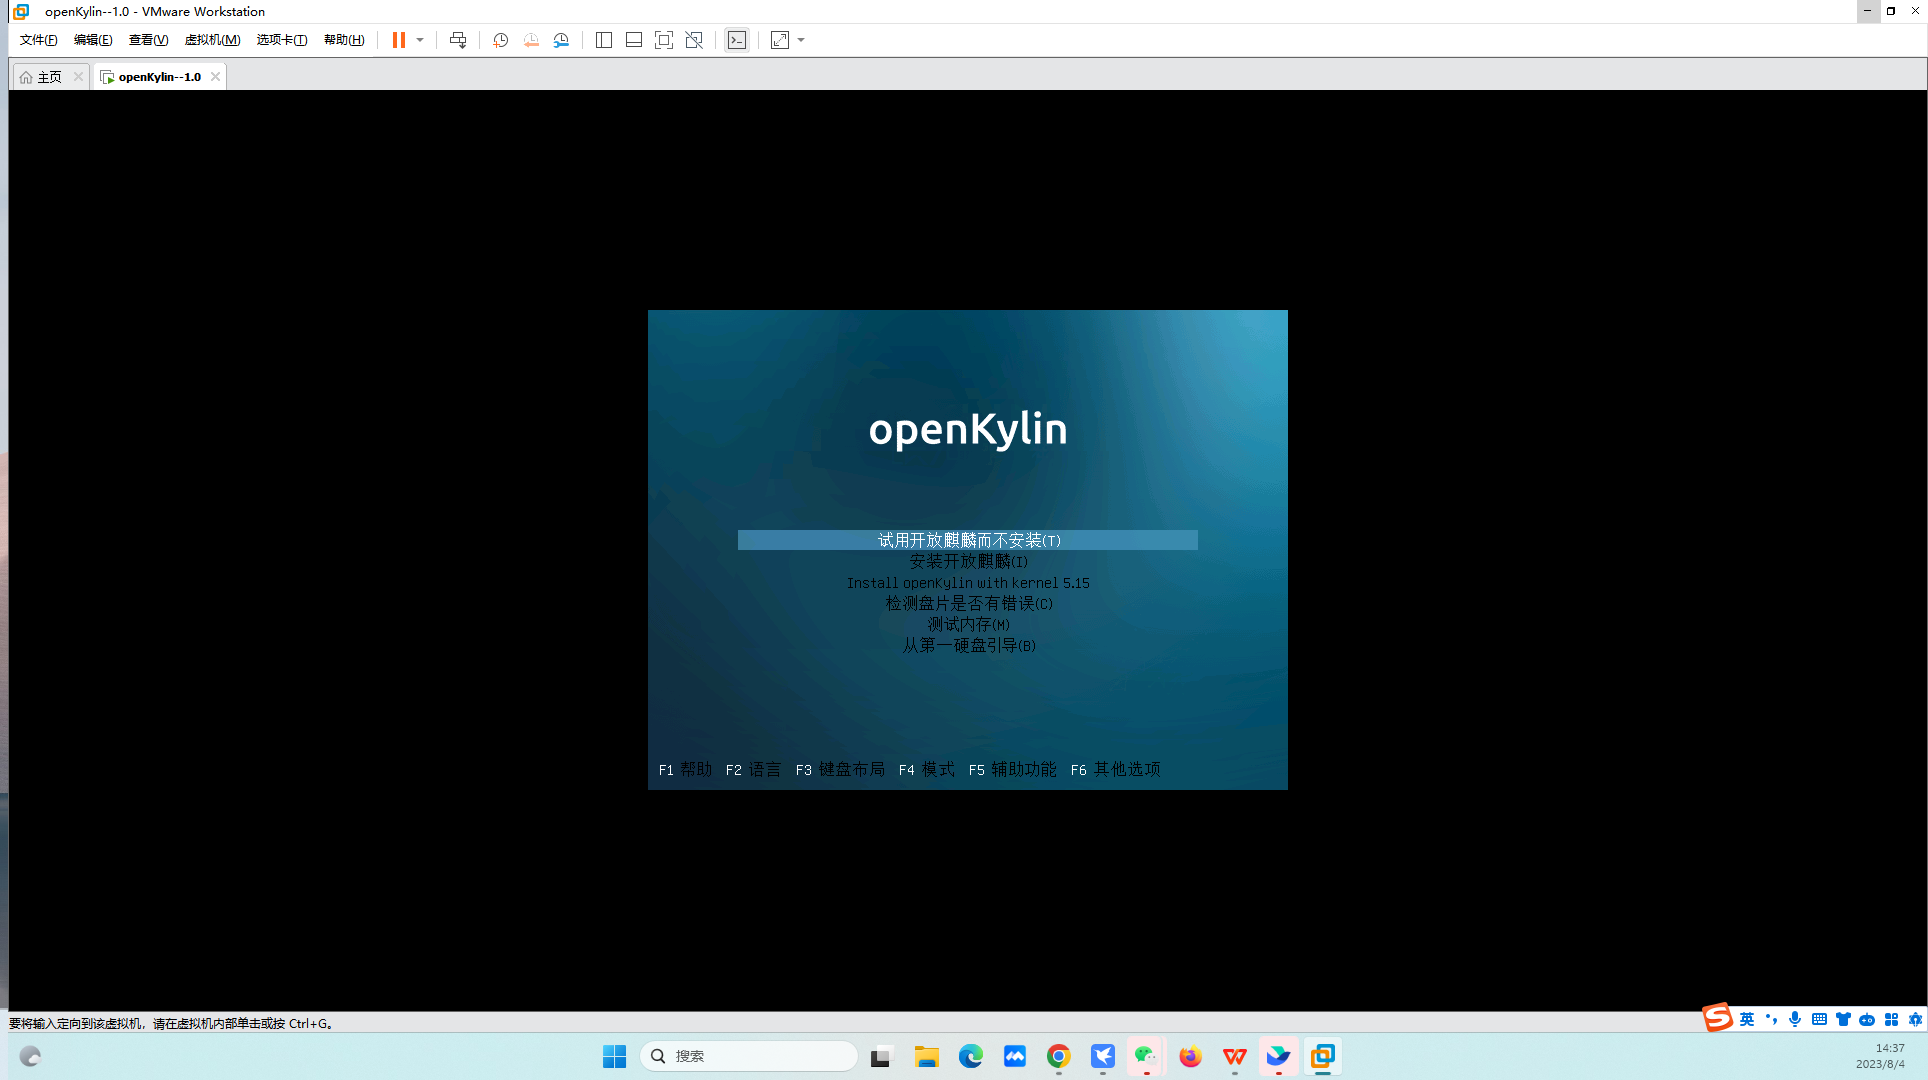 openKylin--1.0 - VMware Workstation
文件(F) 编辑(E) 查看(V) 虚拟机(M) 选项卡(T) 帮助(H)
主页 openKylin--1.0
openKylin
试用开放麒麟而不安装(T)
安装开放麒麟(I)
Install openKylin with kernel 5.15
检测盘片是否有错误(C)
测试内存(M)
从第一硬盘引导(B)
F1 帮助 F2 语言 F3 键盘布局 F4 模式 F5 辅助功能 F6 其他选项
要将输入定向到该虚拟机，请在虚拟机内部单击或按 Ctrl+G。
英
搜索
14:37
2023/8/4